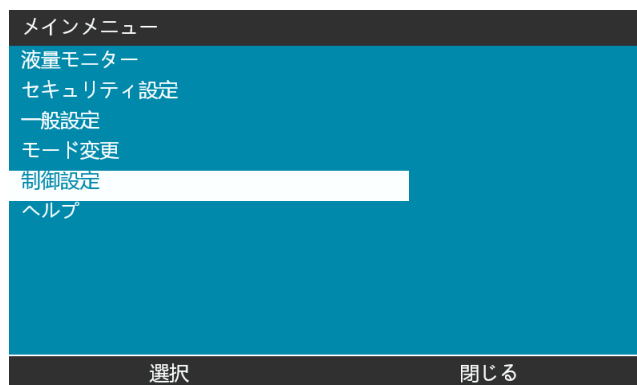 メインメニュー
液量モニター
セキュリティ設定
一般設定
モード変更
制御設定
ヘルプ
選択 閉じる